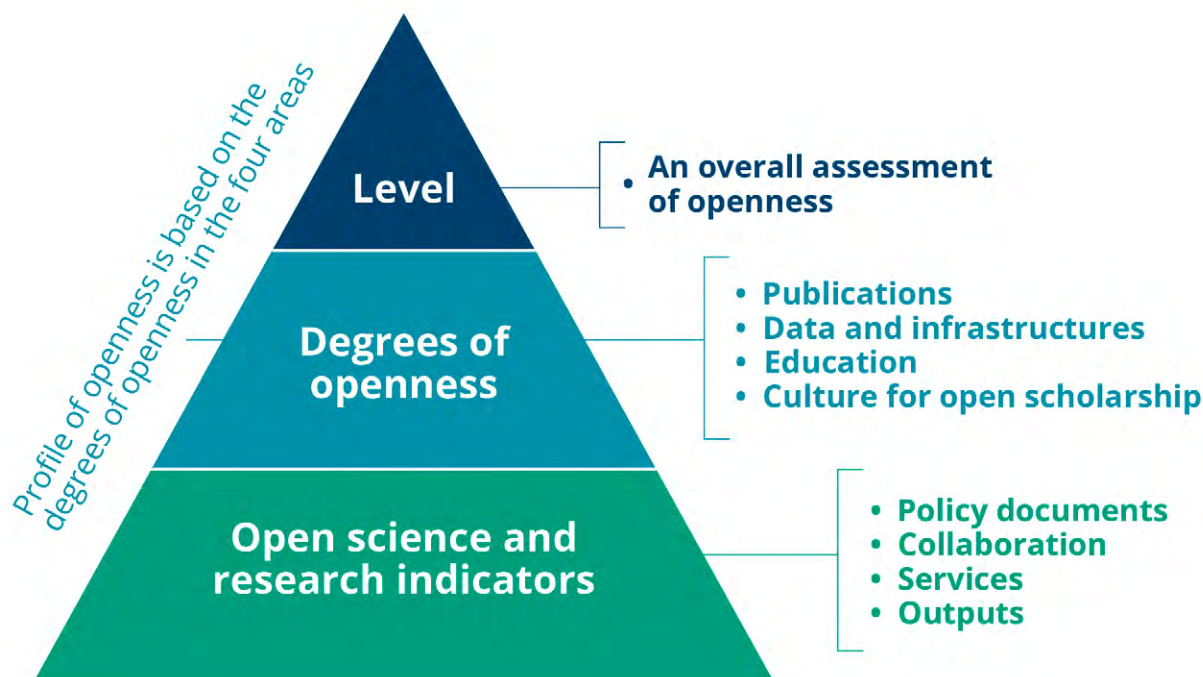 Profile of openness is based on the
degrees of openness in the four areas
Level
• An overall assessment
of openness
Degrees of
openness
• Publications
• Data and infrastructures
• Education
• Culture for open scholarship
Open science and
research indicators
• Policy documents
• Collaboration
• Services
• Outputs